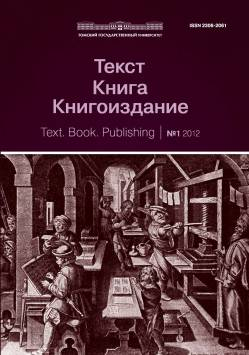 ТОМСКИЙ ГОСУДАРСТВЕННЫЙ УНИВЕРСИТЕТ
ISSN 2306-2061
Текст
Книга
Книгоиздание
Text. Book. Publishing | №1 2012